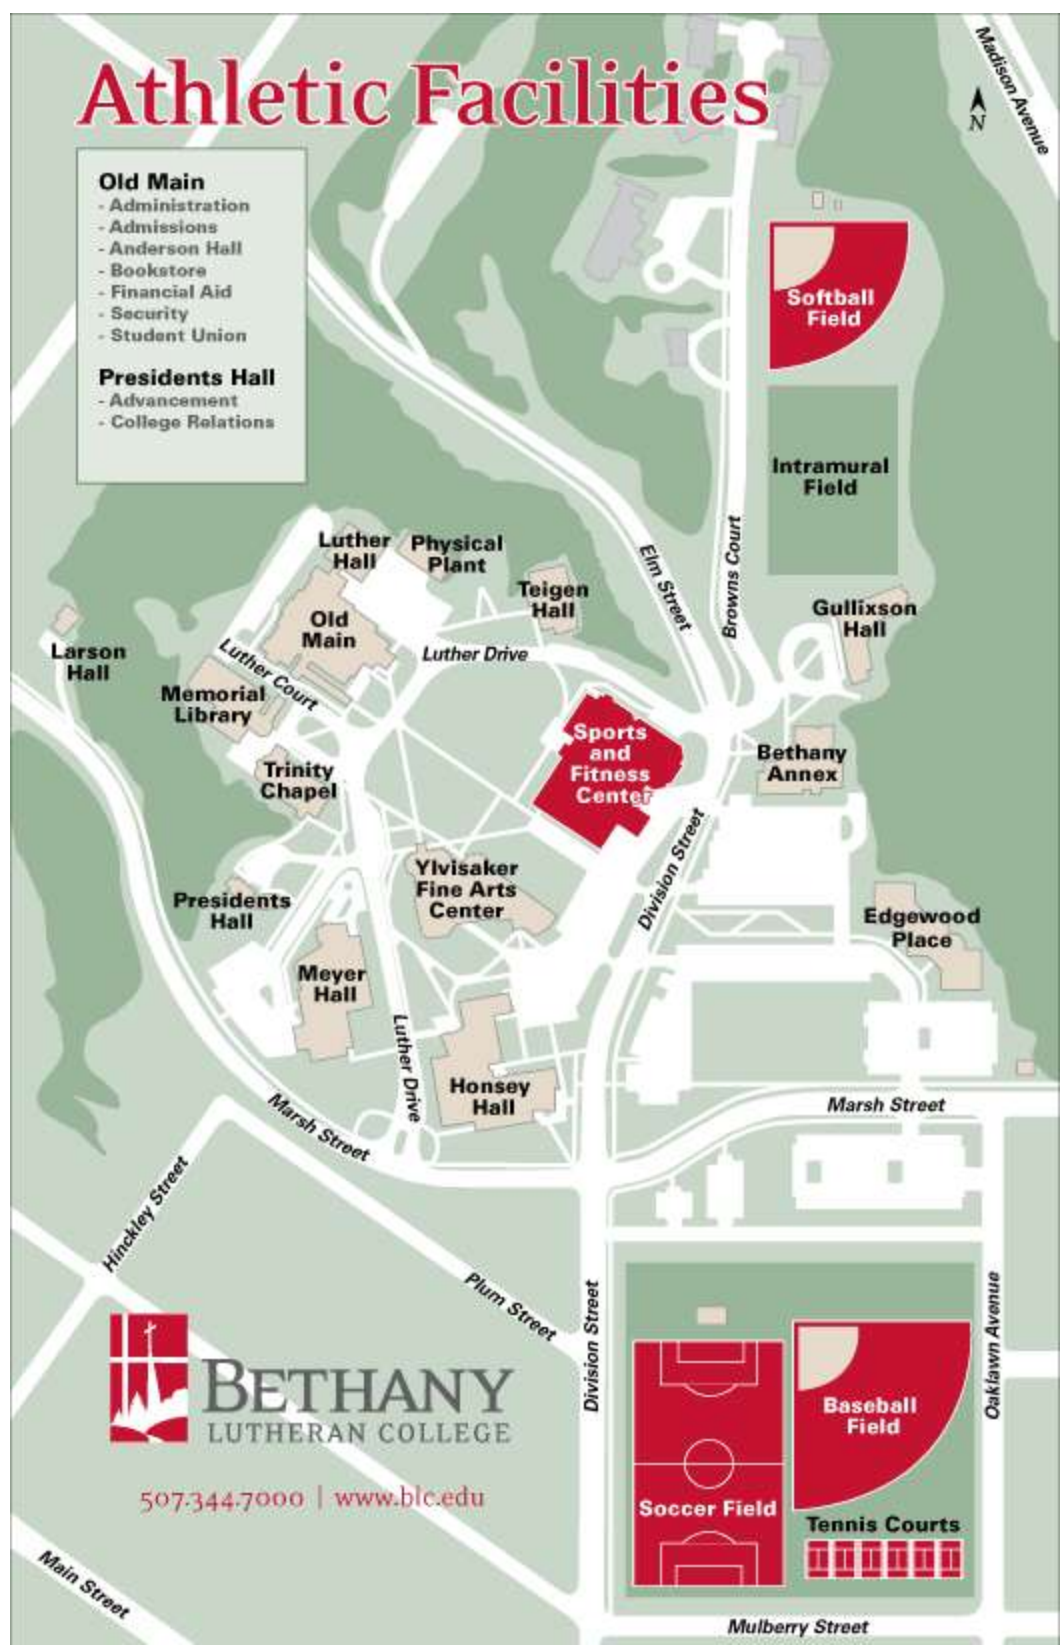 Athletic Facilities
Madison Avenue
N
Old Main
- Administration
- Admissions
- Anderson Hall
- Bookstore
- Financial Aid
- Security
- Student Union
Presidents Hall
- Advancement
- College Relations
Softball
Field
Intramural
Field
Luther
Hall
Physical
Plant
Teigen
Hall
Elm Street
Browns Court
Gullixson
Hall
Old
Main
Luther Drive
Larson
Hall
Luther Court
Memorial
Library
Sports
and
Fitness
Center
Bethany
Annex
Trinity
Chapel
Division Street
Ylvisaker
Fine Arts
Center
Presidents
Hall
Edgewood
Place
Meyer
Hall
Luther Drive
Honsey
Hall
Marsh Street
Marsh Street
Hinckley Street
Plum Street
Division Street
Oaklawn Avenue
BETHANY
LUTHERAN COLLEGE
507.344.7000 | www.blc.edu
Baseball
Field
Soccer Field
Tennis Courts
Main Street
Mulberry Street